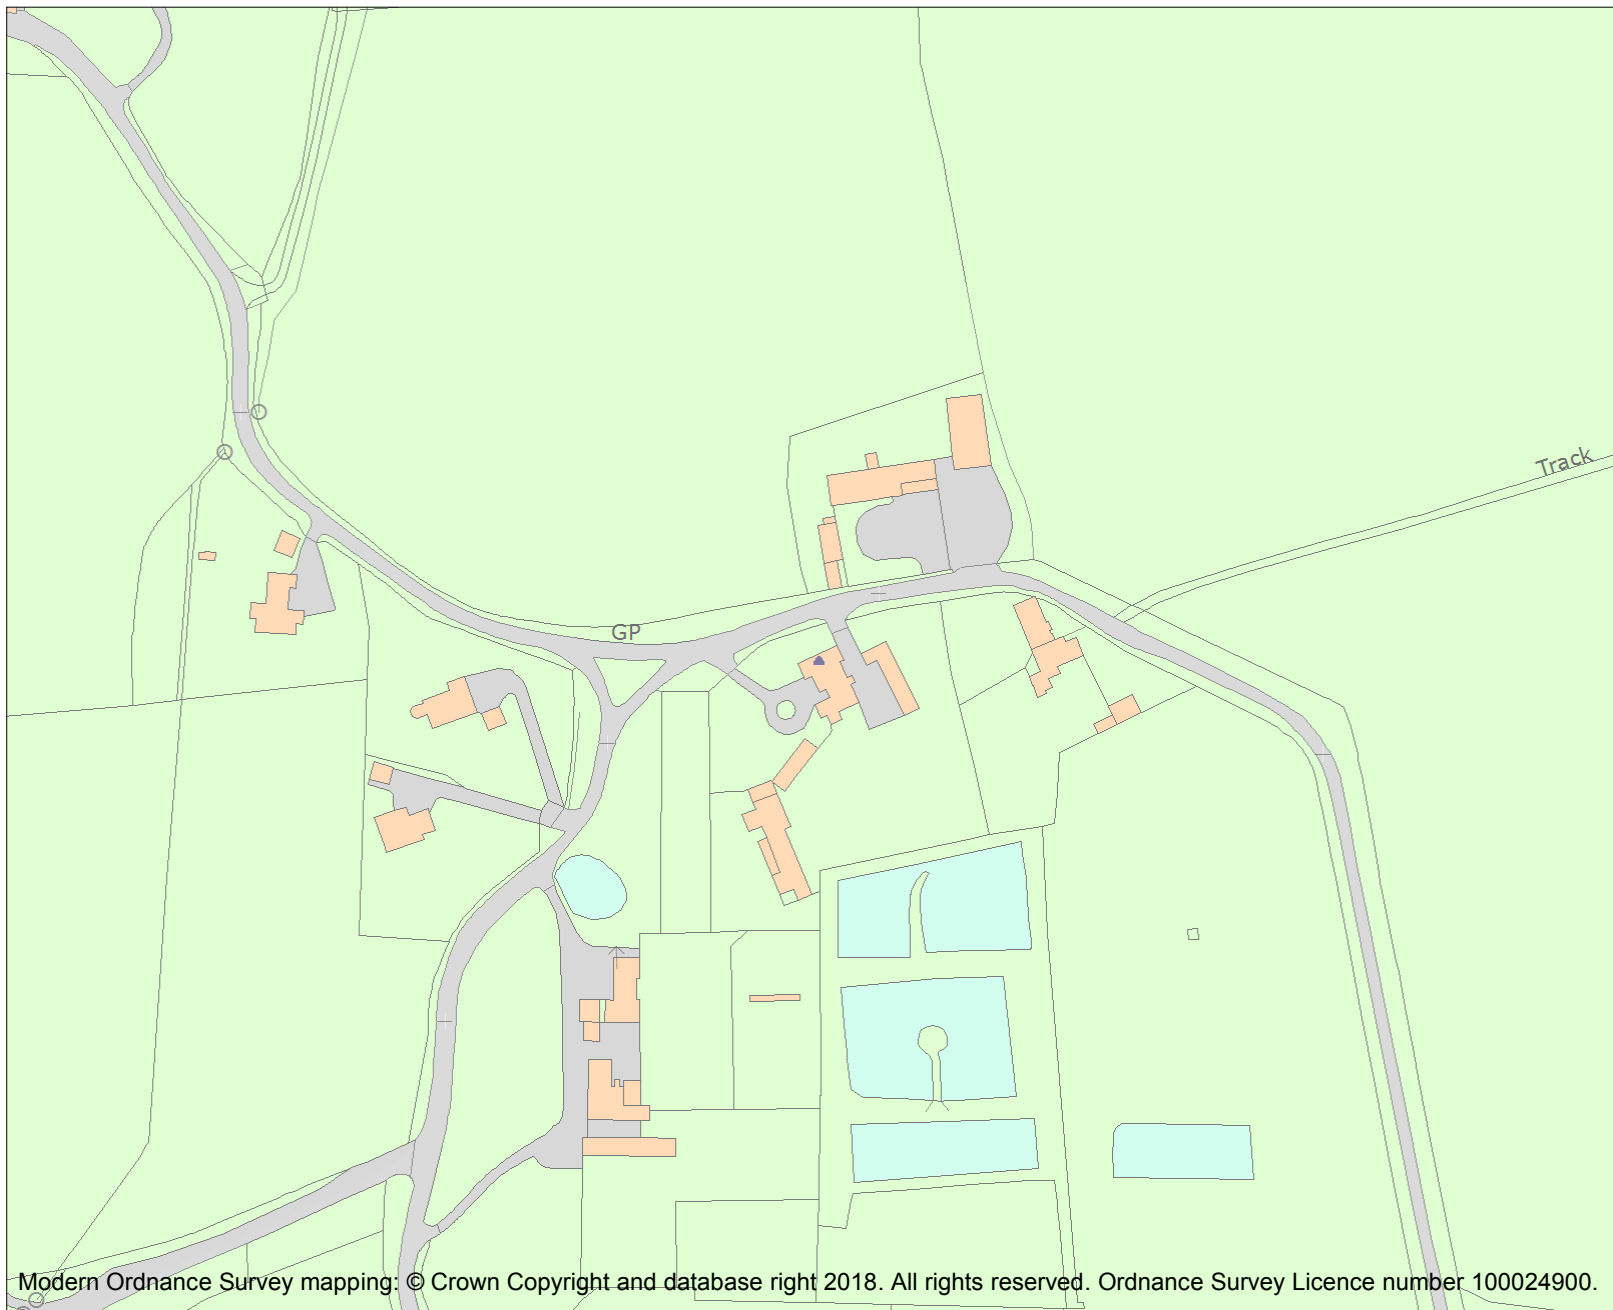 Track
GP
Modern Ordnance Survey mapping: © Crown Copyright and database right 2018. All rights reserved. Ordnance Survey Licence number 100024900.